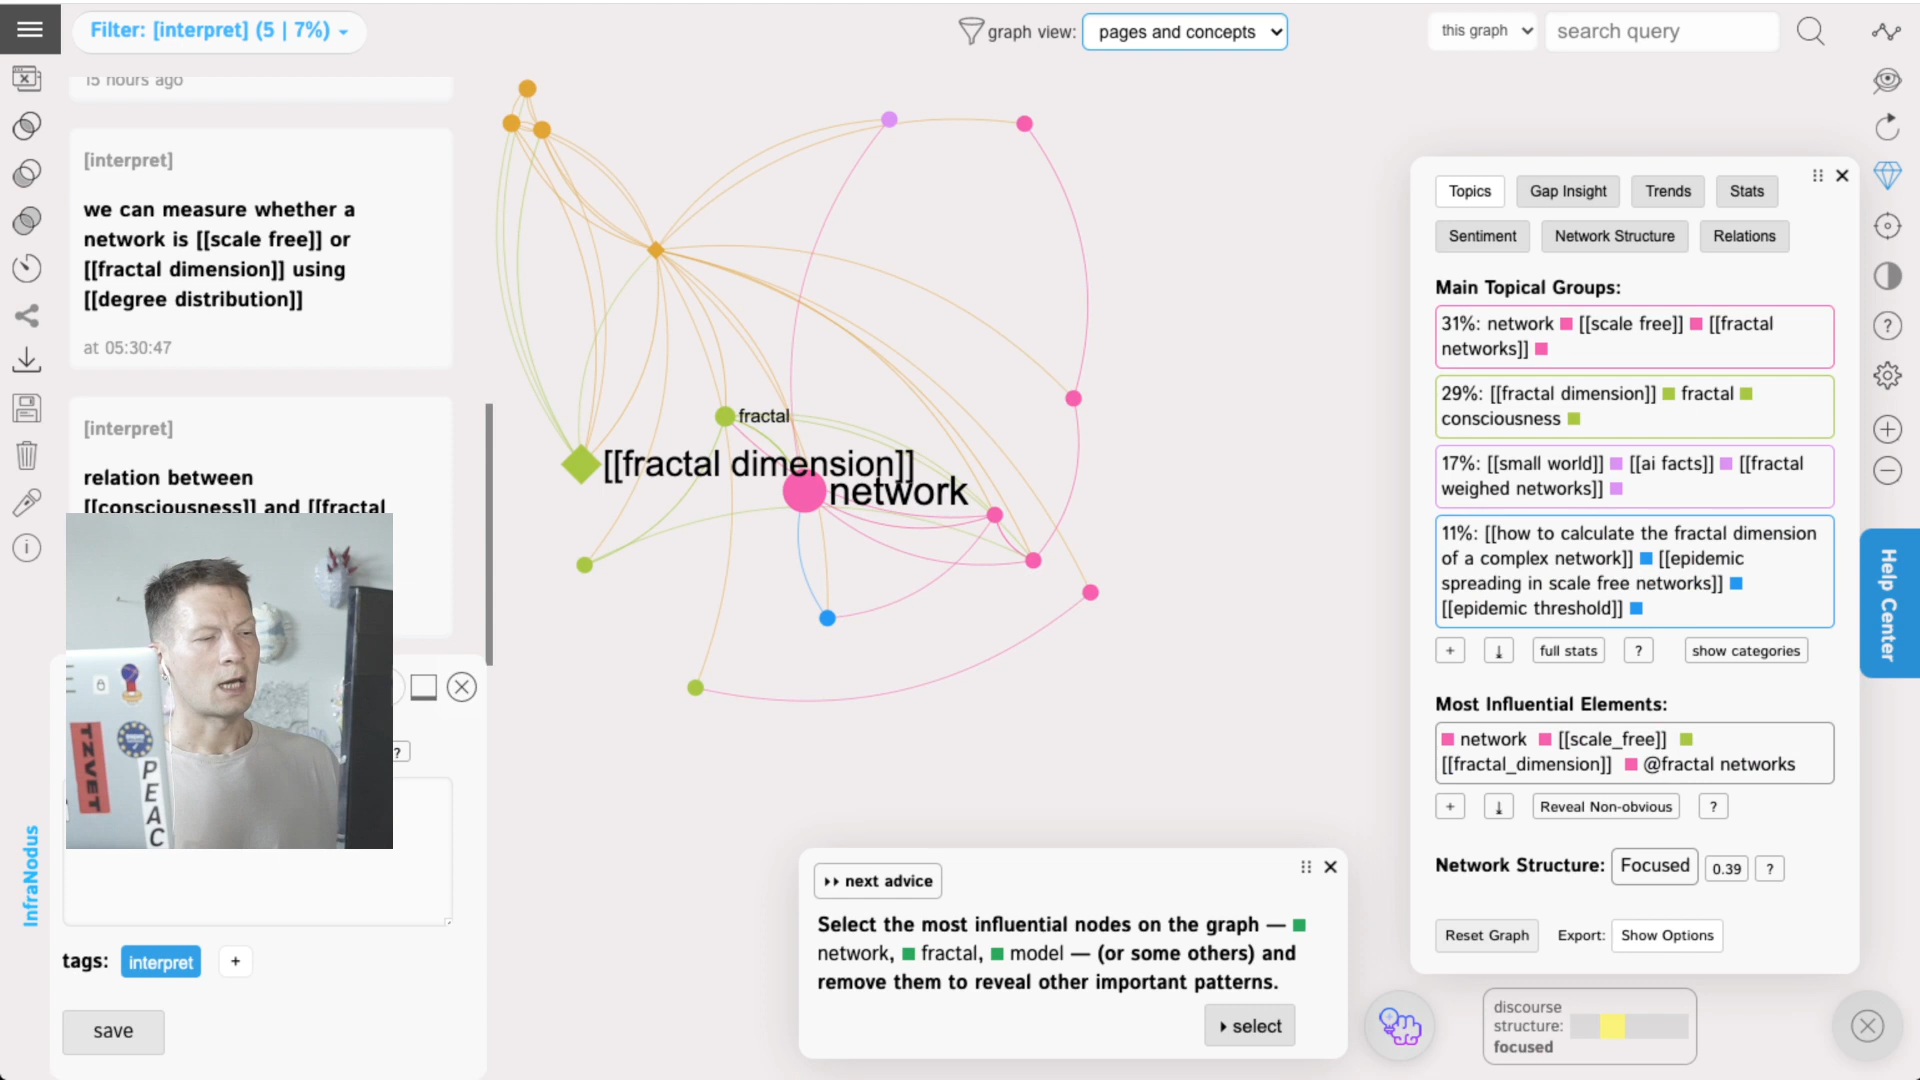 Filter: [interpret] (5 | 7%)
graph view:
pages and concepts
this graph
search query
15 hours ago
[interpret]
we can measure whether a
network is [[scale free]] or
[[fractal dimension]] using
[[degree distribution]]
at 05:30:47
[interpret]
relation between
[[consciousness]] and [[fractal
?
TZVET
PEAC
InfraNodus
tags:
interpret
+
save
fractal
[[fractal dimension]]
network
next advice
Select the most influential nodes on the graph —
network, fractal, model — (or some others) and
remove them to reveal other important patterns.
select
Topics
Gap Insight
Trends
Stats
Sentiment
Network Structure
Relations
Main Topical Groups:
31%: network [[scale free]] [[fractal
networks]]
29%: [[fractal dimension]] fractal
consciousness
17%: [[small world]] [[ai facts]] [[fractal
weighed networks]]
11%: [[how to calculate the fractal dimension
of a complex network]] [[epidemic
spreading in scale free networks]]
[[epidemic threshold]]
+
full stats
?
show categories
Most Influential Elements:
network [[scale_free]]
[[fractal_dimension]] @fractal networks
+
Reveal Non-obvious
?
Network Structure:
Focused
0.39
?
Reset Graph
Export:
Show Options
discourse
structure:
focused
Help Center